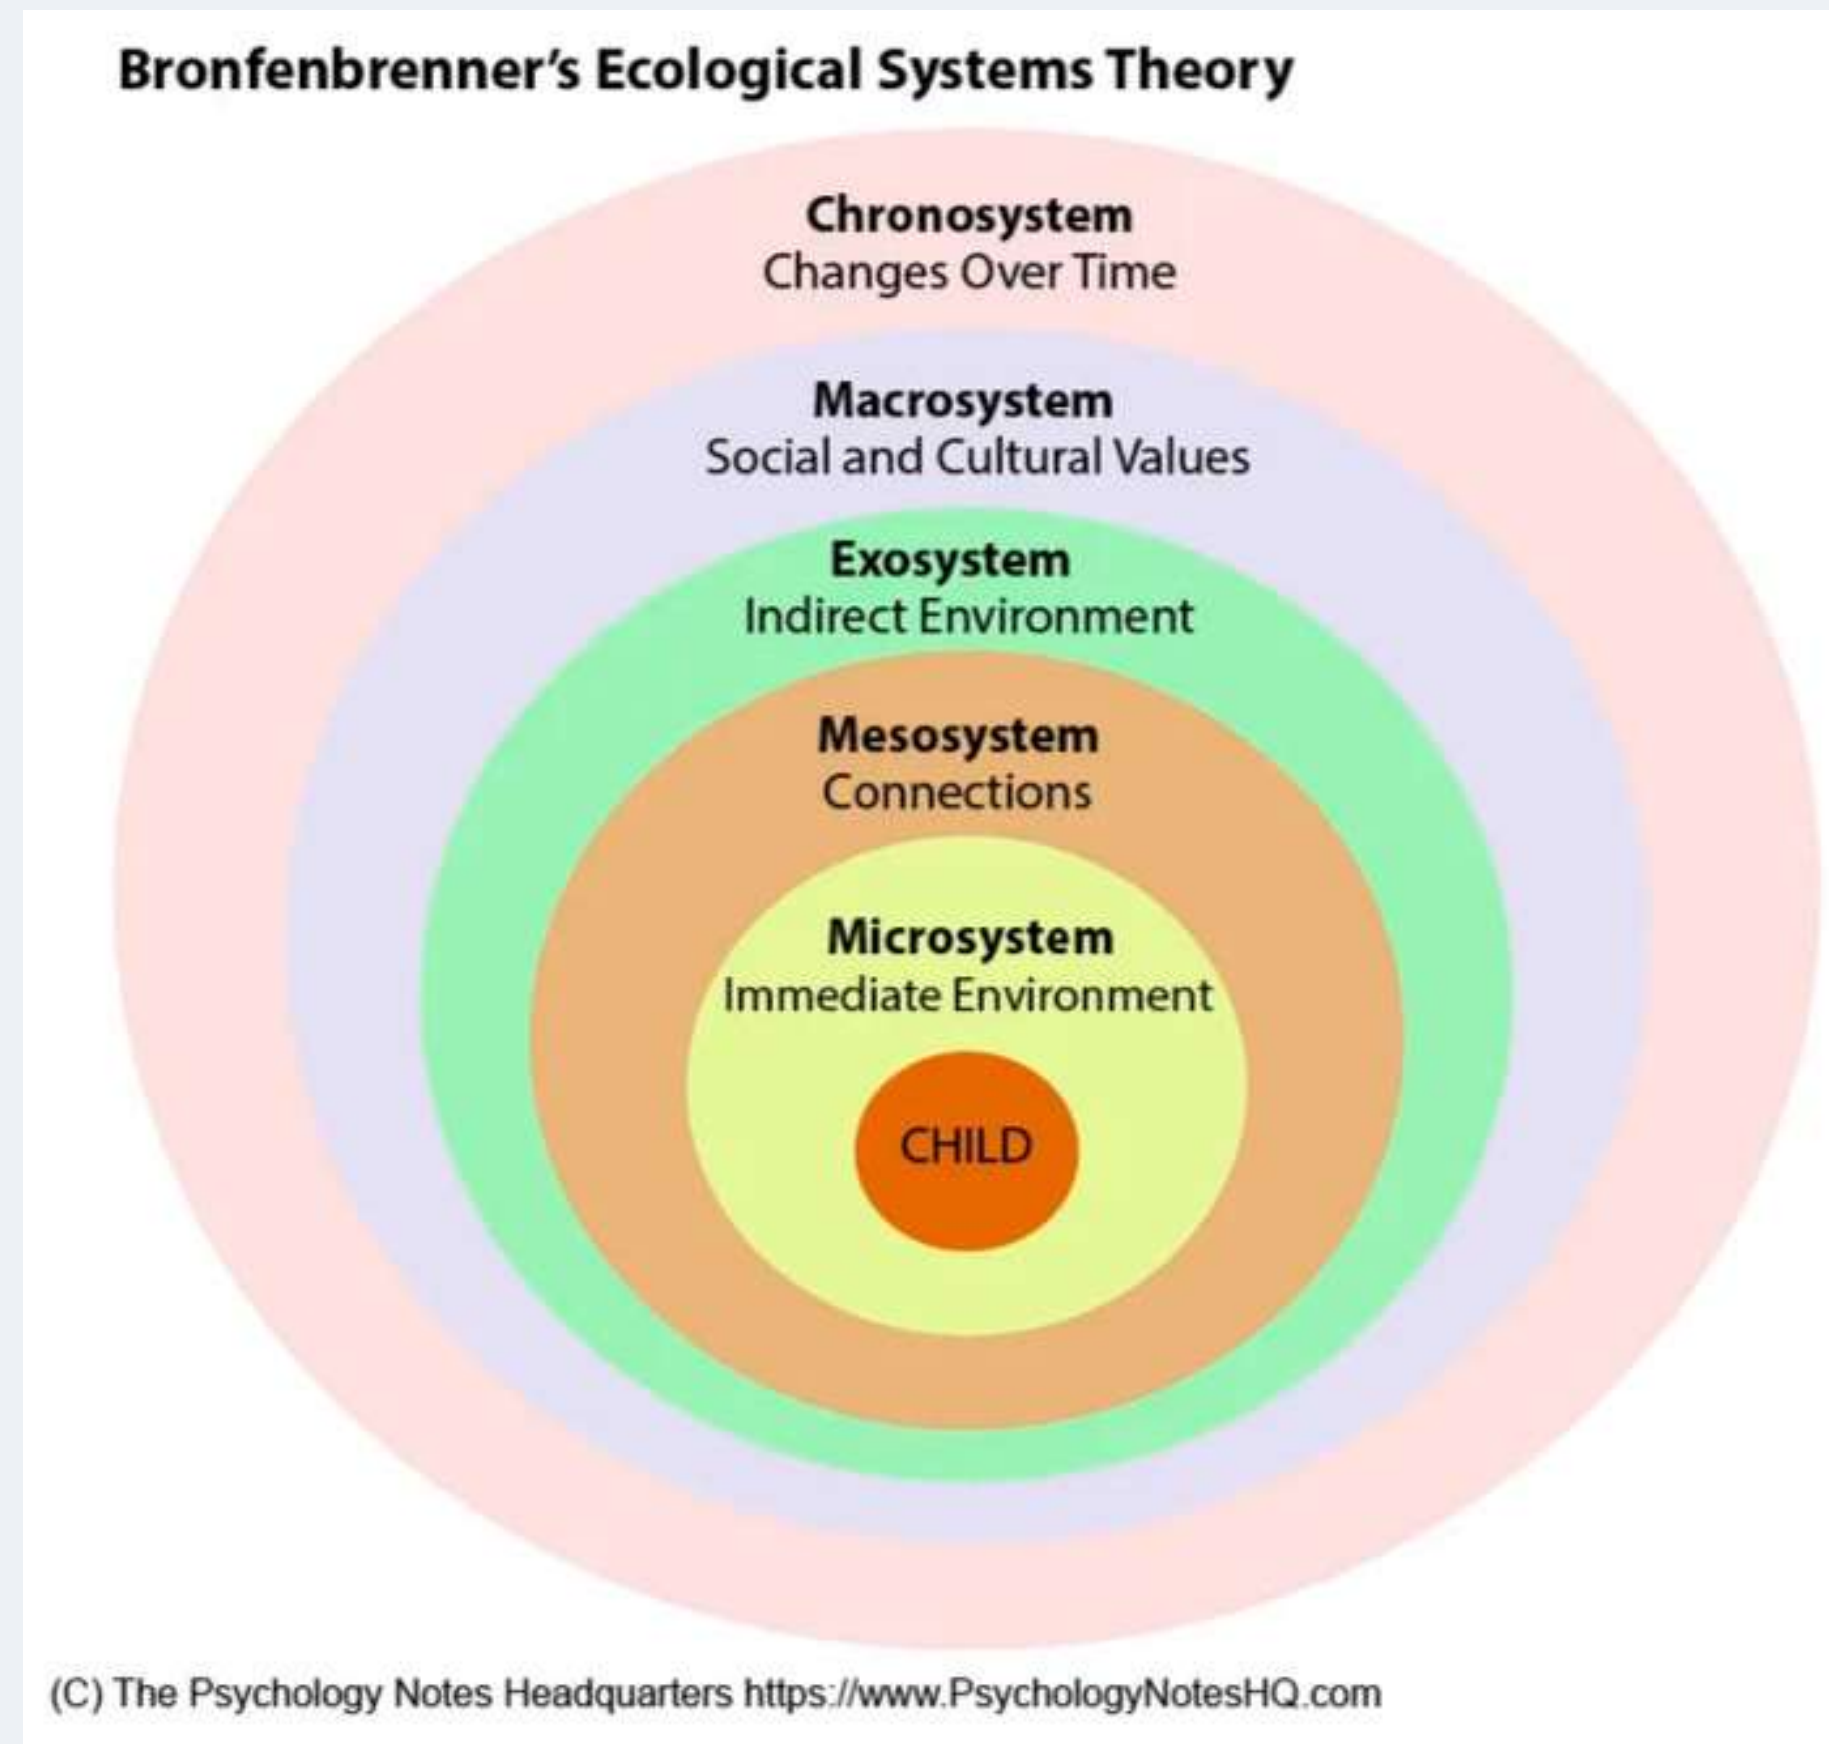 Bronfenbrenner’s Ecological Systems Theory
Chronosystem
Changes Over Time
Macrosystem
Social and Cultural Values
Exosystem
Indirect Environment
Mesosystem
Connections
Microsystem
Immediate Environment
CHILD
(C) The Psychology Notes Headquarters https://www.PsychologyNotesHQ.com